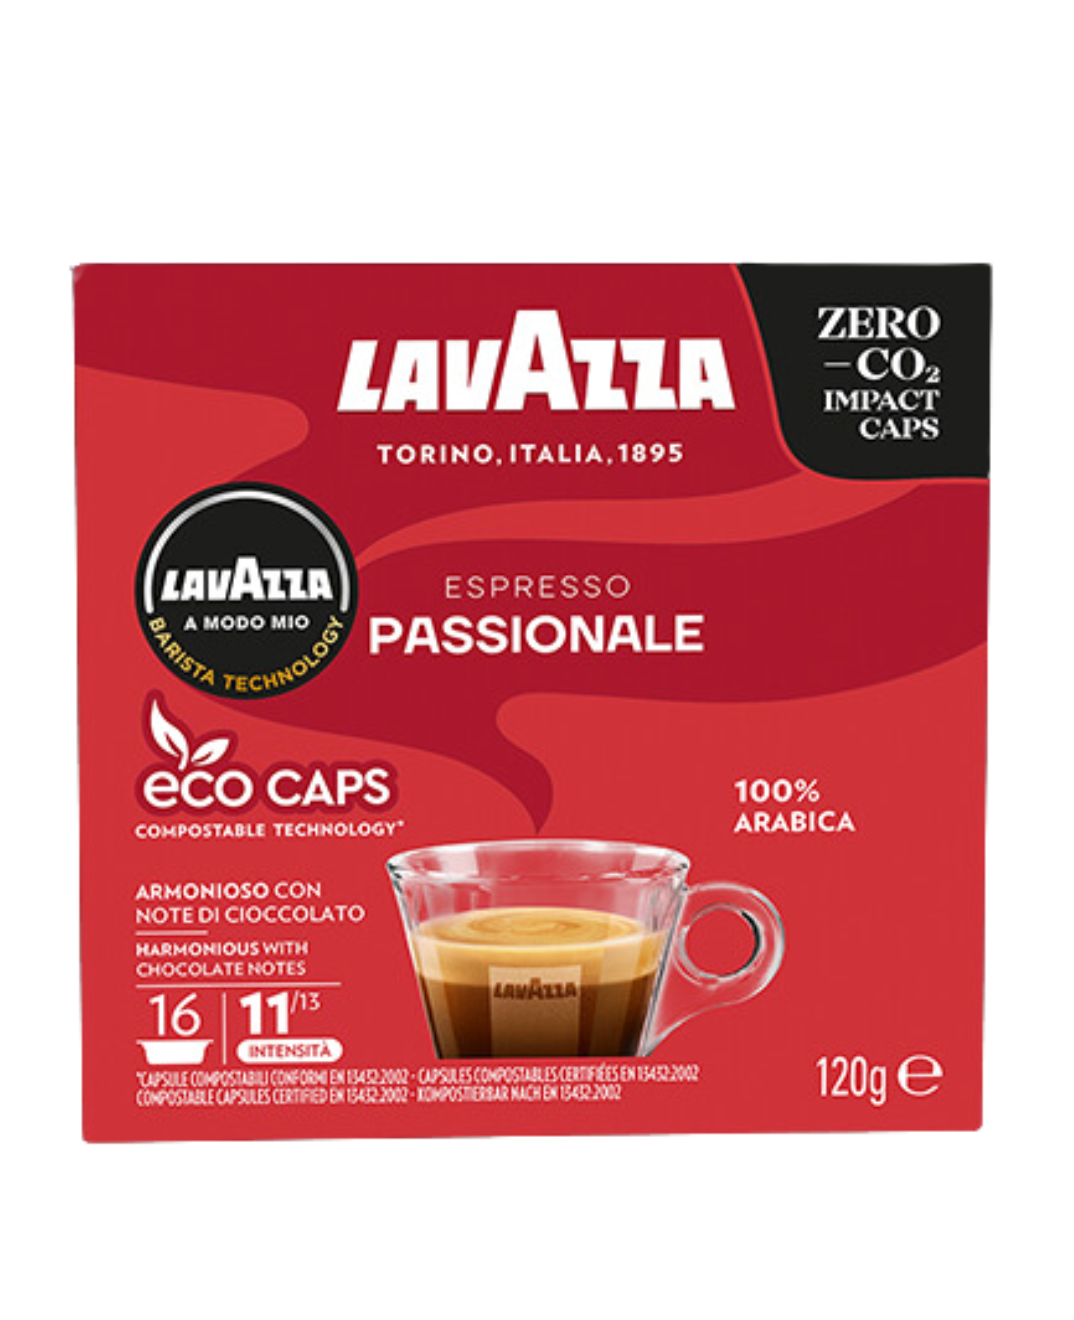 LAVAZZA
TORINO, ITALIA, 1895
ZERO
–CO₂
IMPACT
CAPS
LAVAZZA
A MODO MIO
BARISTA TECHNOLOGY
ESPRESSO
PASSIONALE
eco CAPS
COMPOSTABLE TECHNOLOGY*
100%
ARABICA
ARMONIOSO CON
NOTE DI CIOCCOLATO
HARMONIOUS WITH
CHOCOLATE NOTES
LAVAZZA
16
11/13
INTENSITÀ
*CAPSULE COMPOSTABILI CONFORMI EN 13432:2002 - CAPSULES COMPOSTABLES CERTIFIÉES EN 13432:2002
COMPOSTABLE CAPSULES CERTIFIED EN 13432:2002 - KOMPOSTIERBAR NACH EN 13432:2002
120g ℮